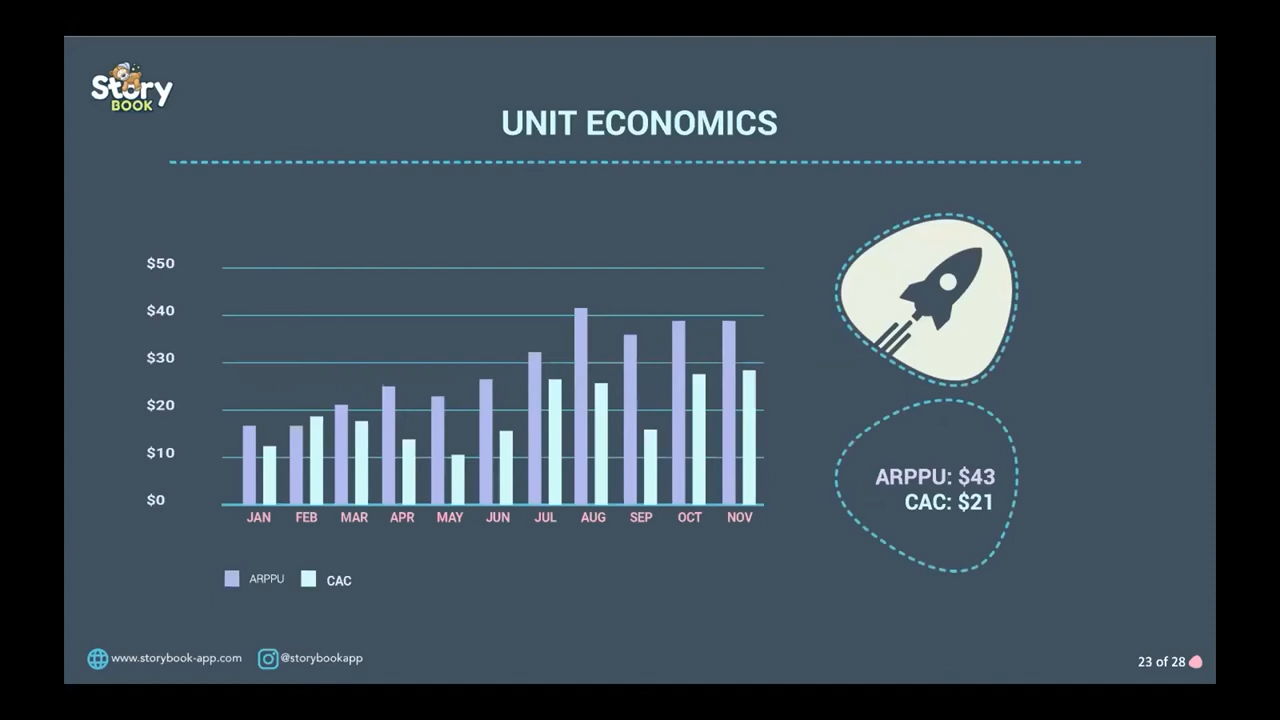 Story
BOOK
UNIT ECONOMICS
$50
$40
$30
$20
$10
$0
JAN FEB MAR APR MAY JUN JUL AUG SEP OCT NOV
ARPPU CAC
ARPPU: $43
CAC: $21
www.storybook-app.com @storybookapp
23 of 28